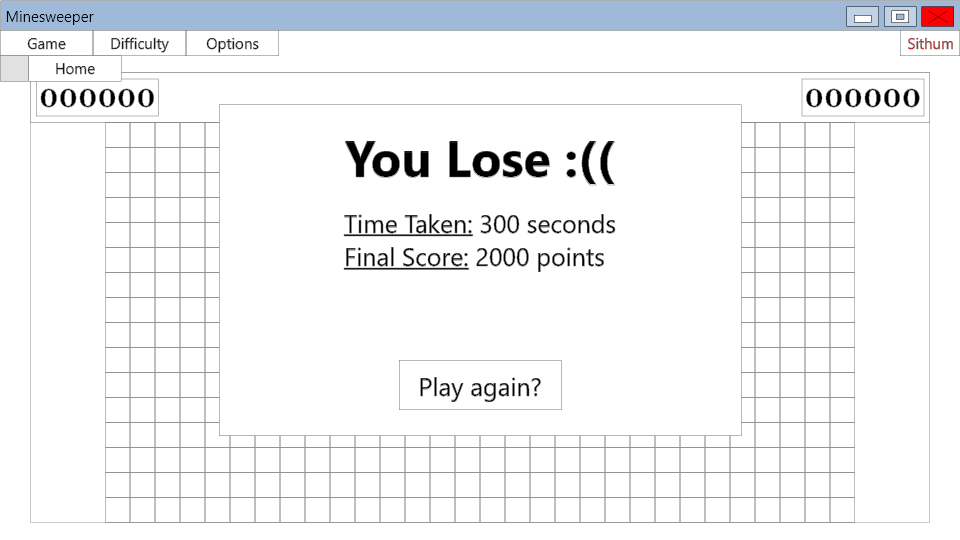 Minesweeper
Game Difficulty Options Sithum
Home
000000 000000
You Lose :((
Time Taken: 300 seconds
Final Score: 2000 points
Play again?